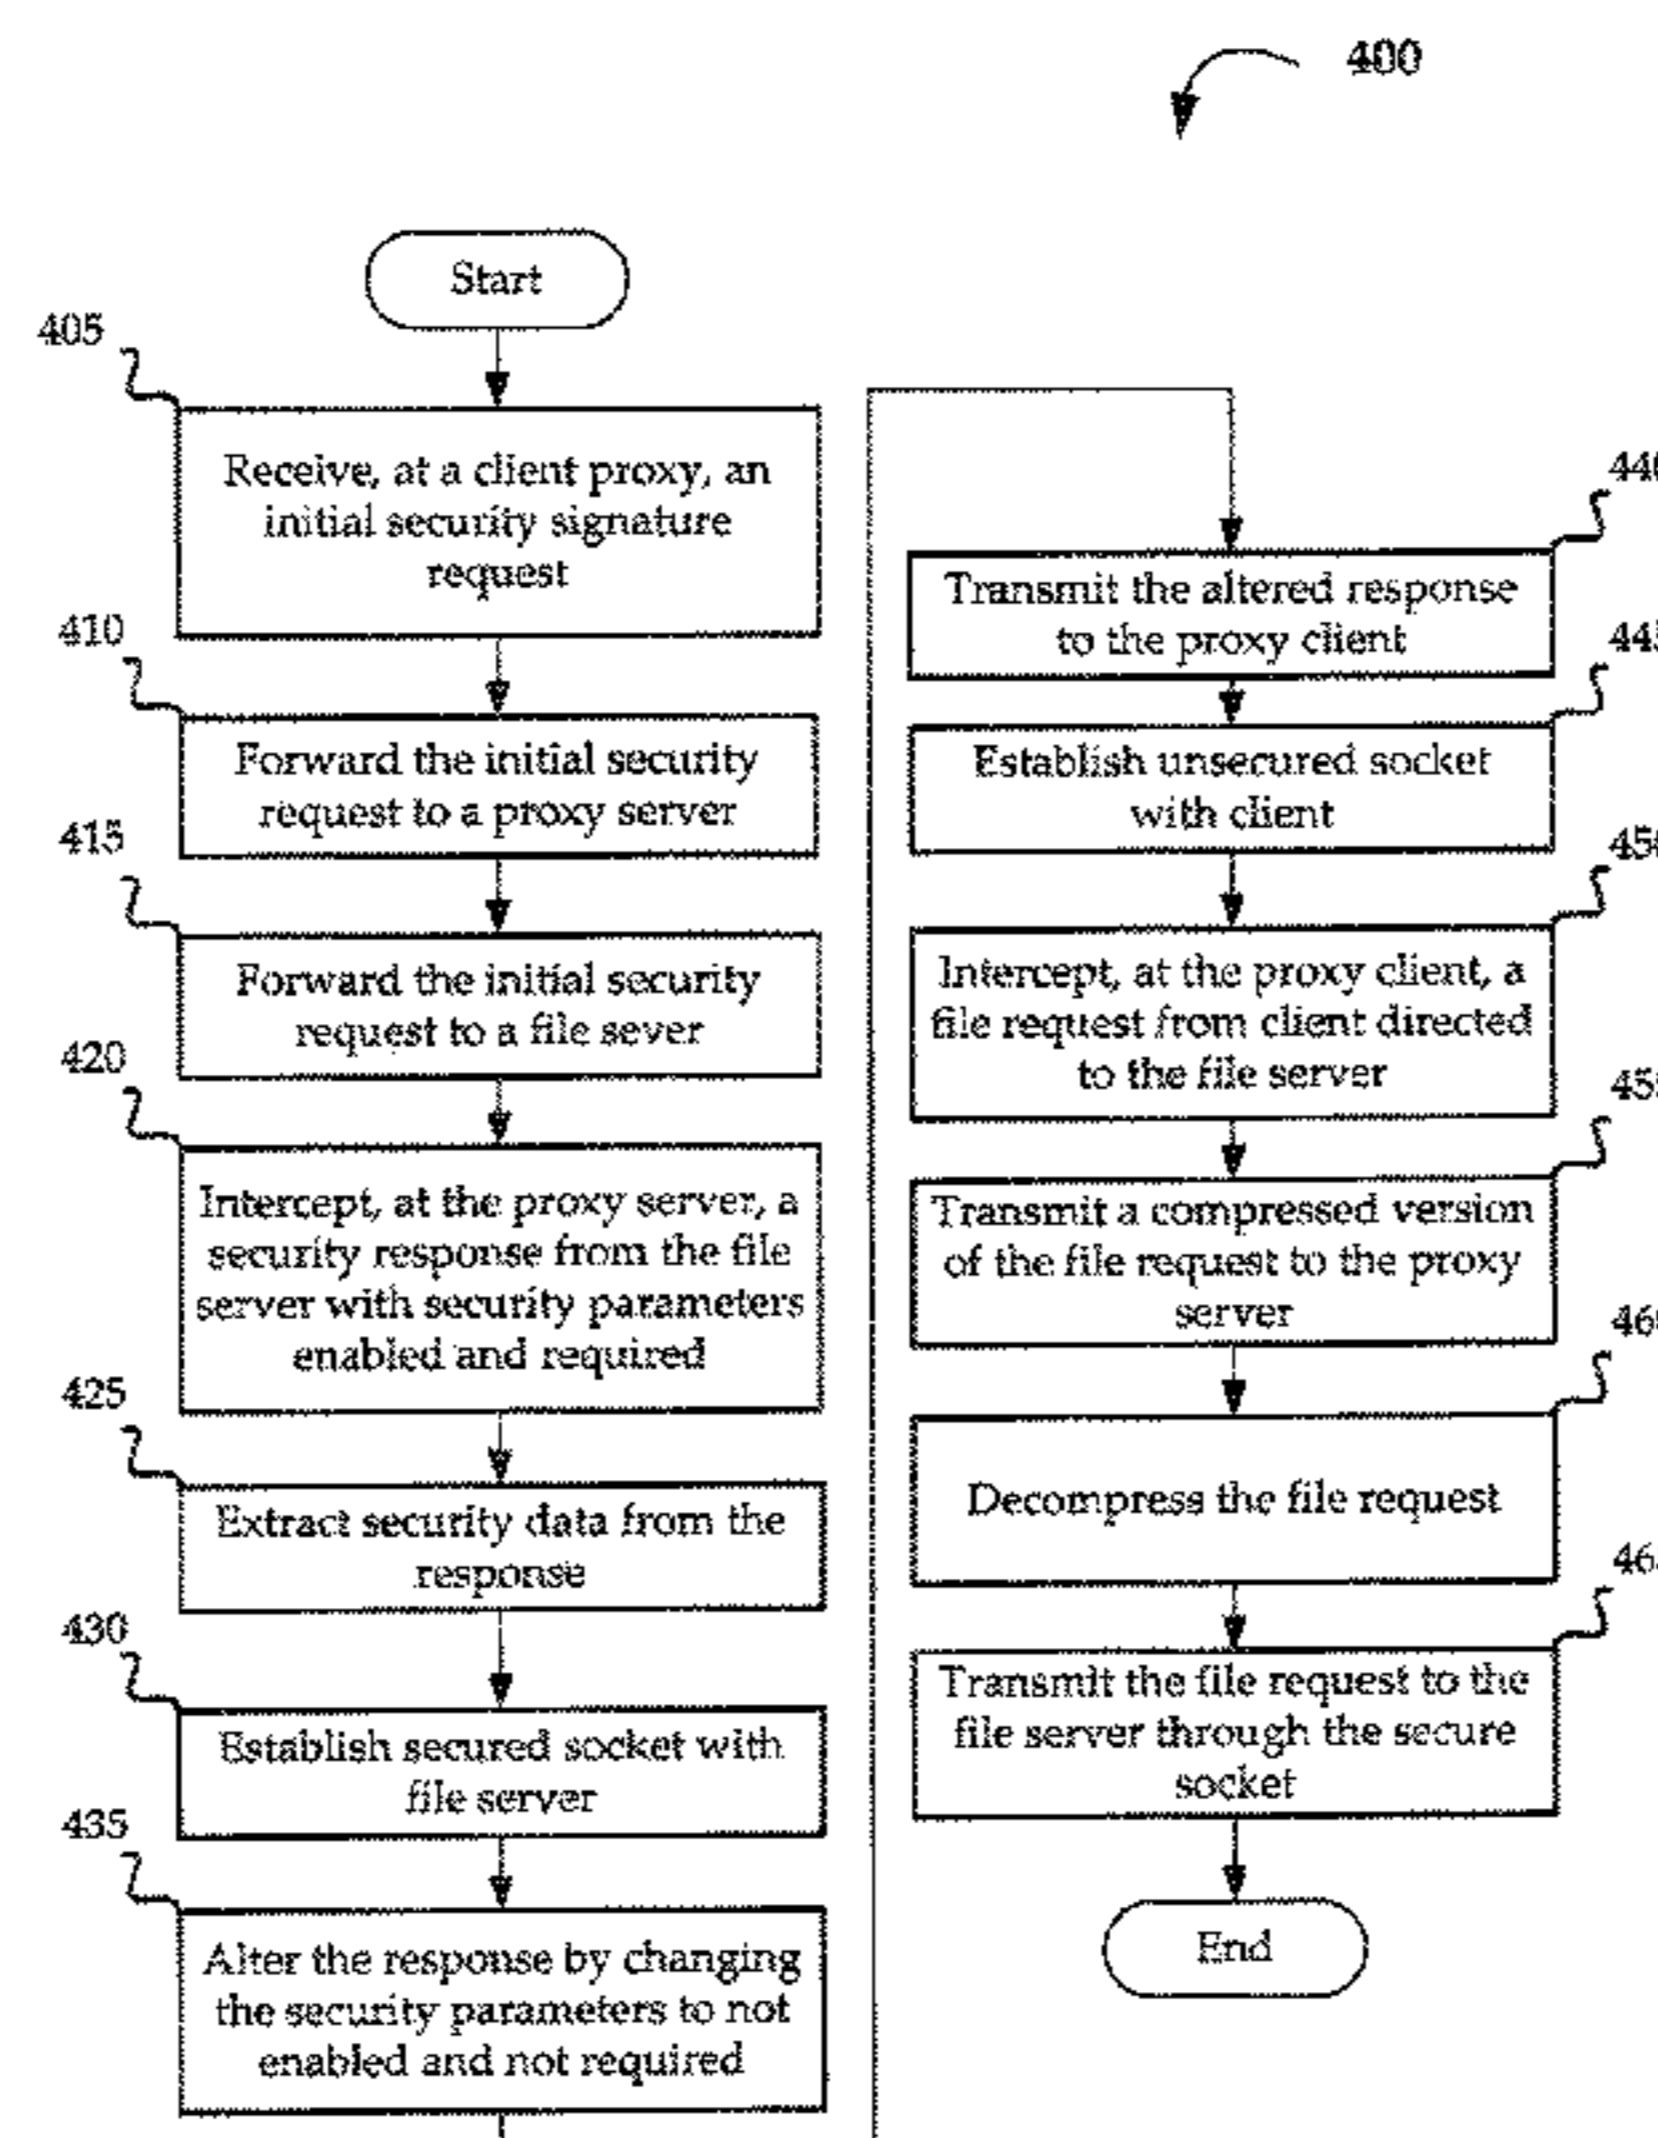 400
Start
405
Receive, at a client proxy, an
initial security signature
request
410
Forward the initial security
request to a proxy server
415
Forward the initial security
request to a file sever
420
Intercept, at the proxy server, a
security response from the file
server with security parameters
enabled and required
425
Extract security data from the
response
430
Establish secured socket with
file server
435
Alter the response by changing
the security parameters to not
enabled and not required
Transmit the altered response
to the proxy client
Establish unsecured socket
with client
Intercept, at the proxy client, a
file request from client directed
to the file server
Transmit a compressed version
of the file request to the proxy
server
Decompress the file request
Transmit the file request to the
file server through the secure
socket
End